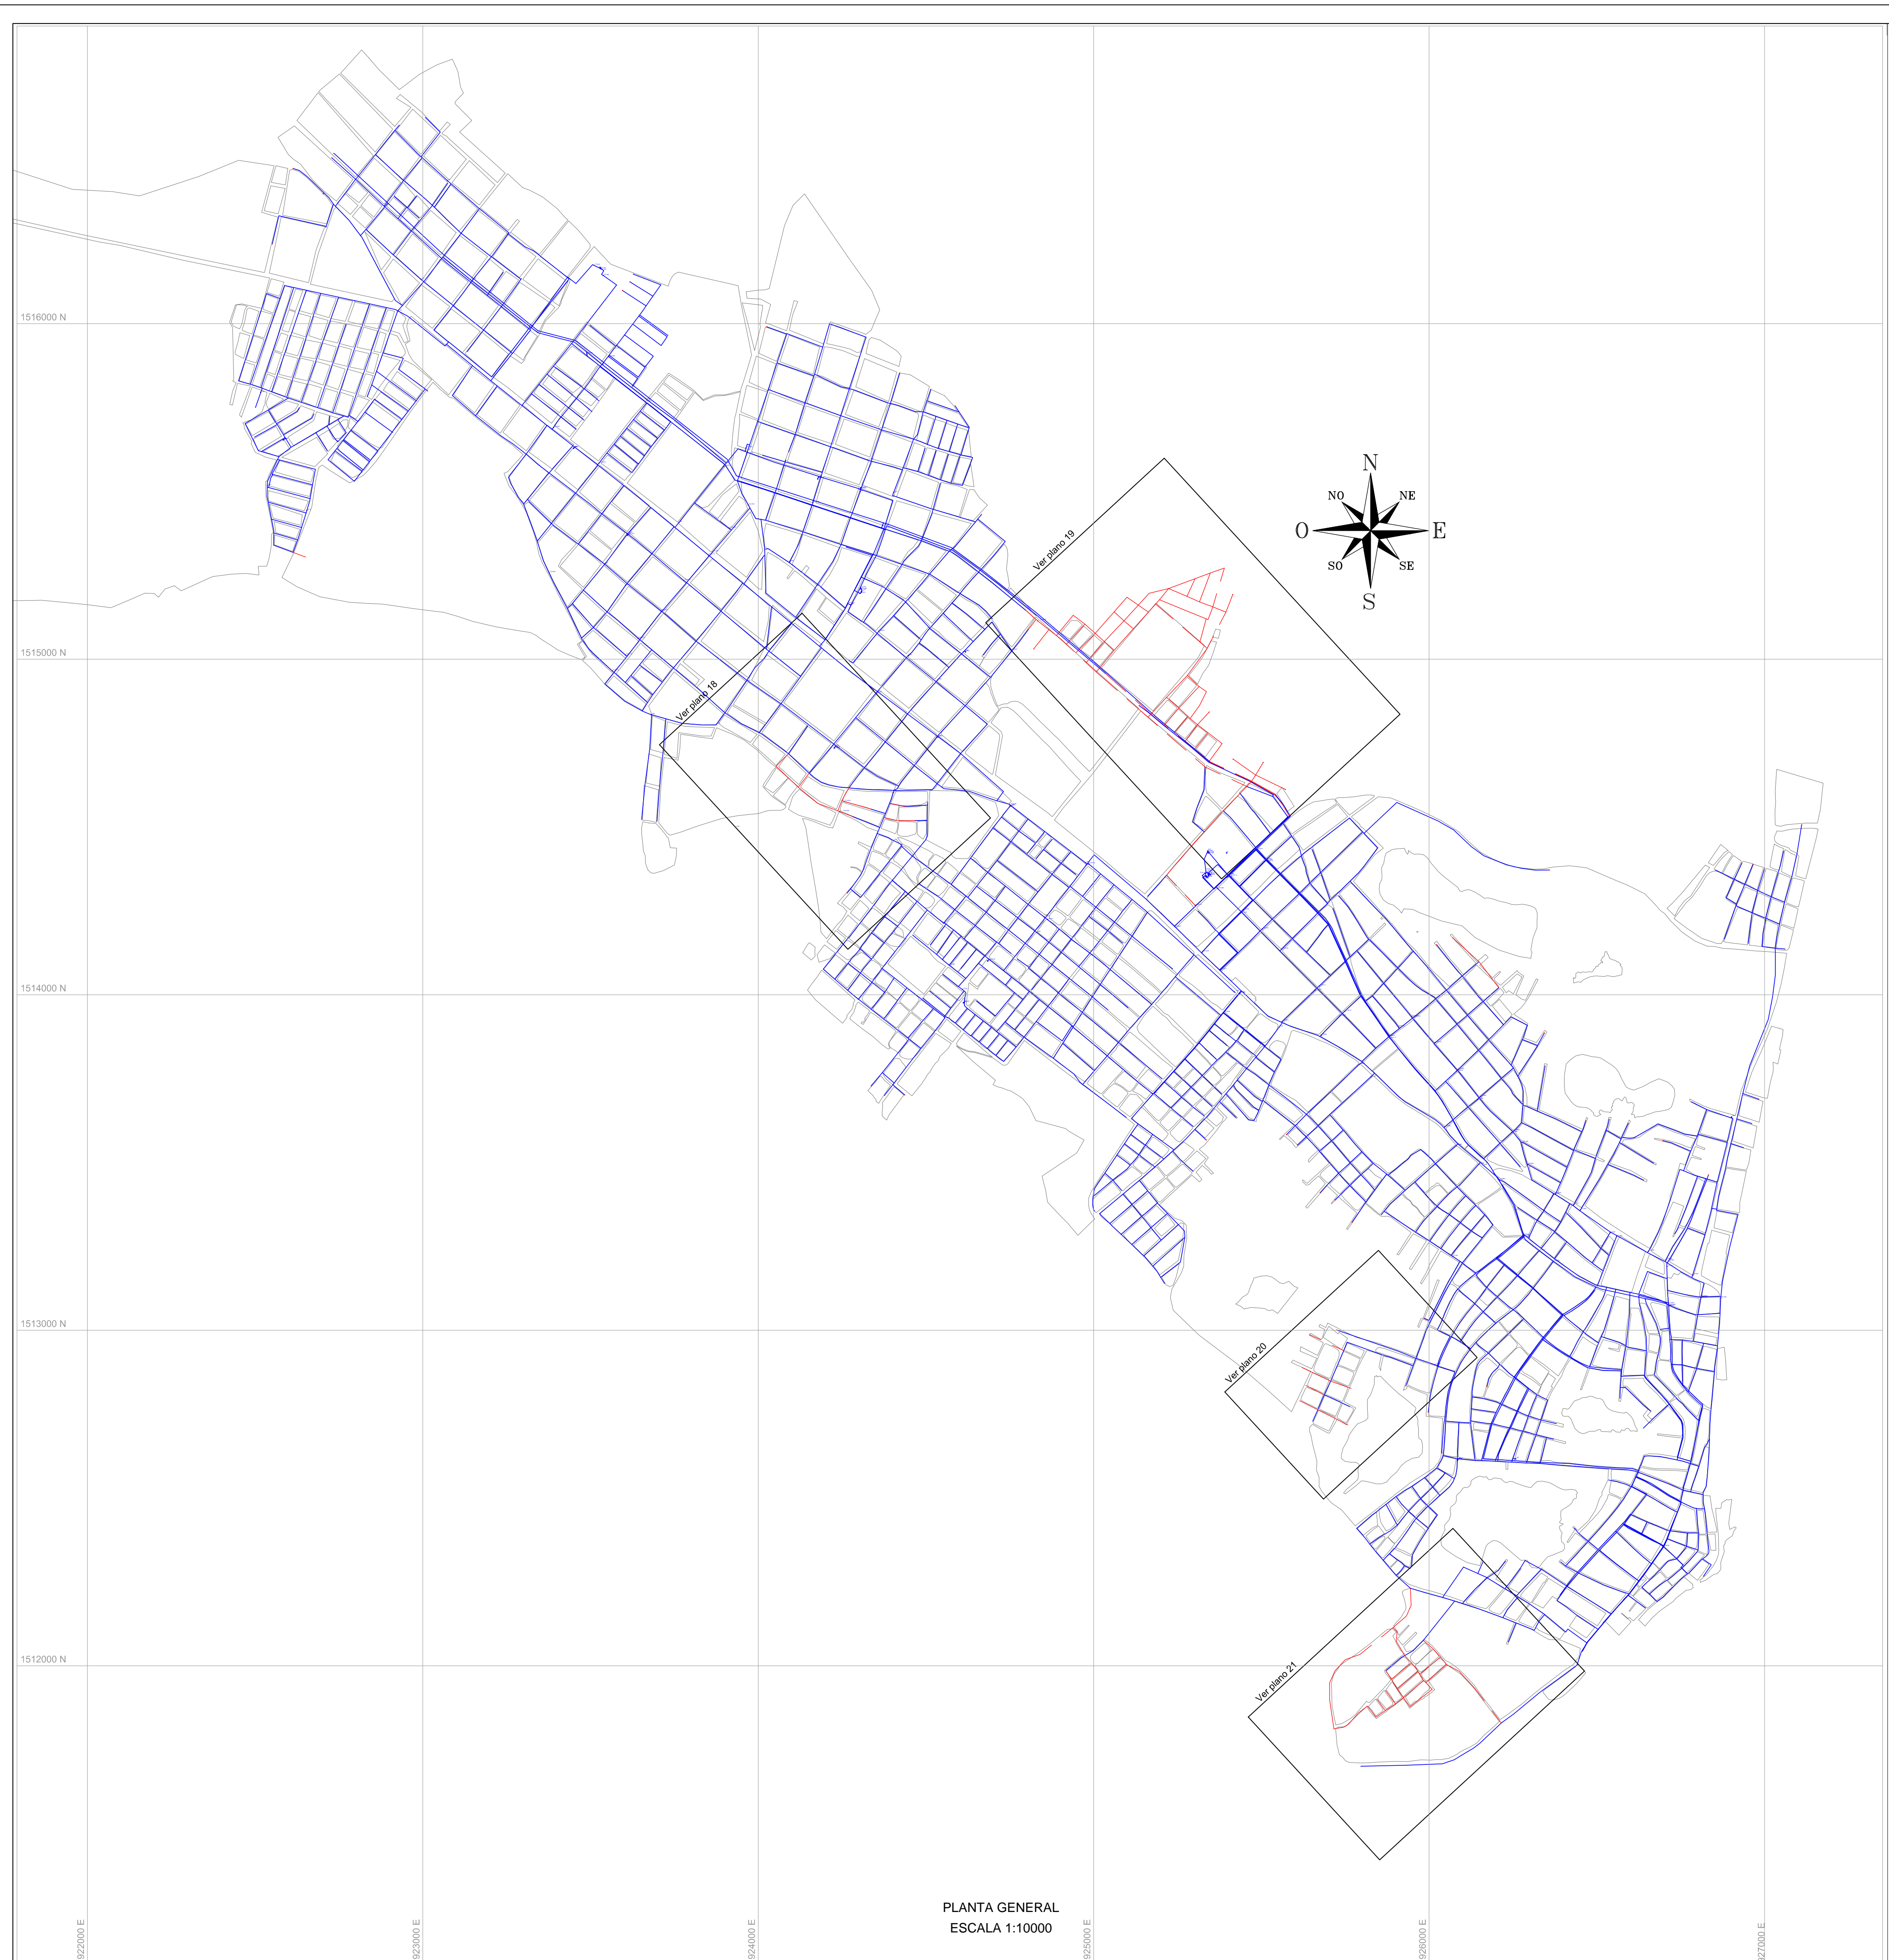 1516000 N
N
NO
NE
O
E
SO
SE
S
Ver plano 19
1515000 N
Ver plano 18
1514000 N
1513000 N
Ver plano 20
1512000 N
Ver plano 21
PLANTA GENERAL
ESCALA 1:10000
922000 E
923000 E
924000 E
925000 E
926000 E
927000 E